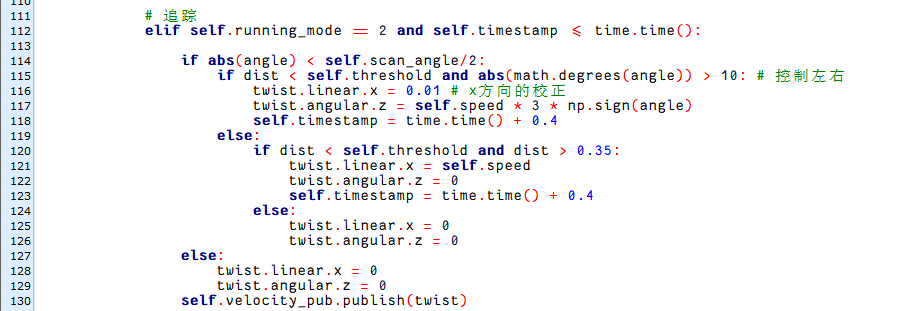 110
111 # 追踪
112 elif self.running_mode == 2 and self.timestamp <= time.time():
113
114 if abs(angle) < self.scan_angle/2:
115 if dist < self.threshold and abs(math.degrees(angle)) > 10: # 控制左右
116 twist.linear.x = 0.01 # x方向的校正
117 twist.angular.z = self.speed * 3 * np.sign(angle)
118 self.timestamp = time.time() + 0.4
119 else:
120 if dist < self.threshold and dist > 0.35:
121 twist.linear.x = self.speed
122 twist.angular.z = 0
123 self.timestamp = time.time() + 0.4
124 else:
125 twist.linear.x = 0
126 twist.angular.z = 0
127 else:
128 twist.linear.x = 0
129 twist.angular.z = 0
130 self.velocity_pub.publish(twist)